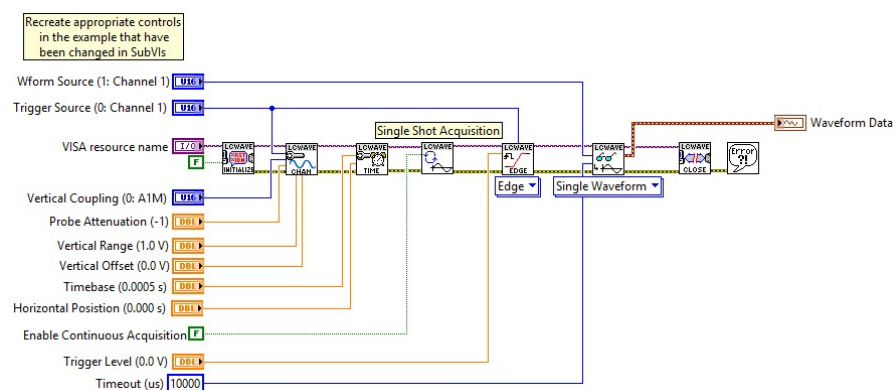 Recreate appropriate controls
in the example that have
been changed in SubVIs
Wform Source (1: Channel 1) U16
Trigger Source (0: Channel 1) U16
Single Shot Acquisition
Waveform Data
VISA resource name I/O
F
LCWAVE INITIALIZE
LCWAVE CHAN
LCWAVE TIME
LCWAVE
LCWAVE EDGE
LCWAVE
LCWAVE CLOSE
Error ?!
Edge
Single Waveform
Vertical Coupling (0: A1M) U16
Probe Attenuation (-1) DBL
Vertical Range (1.0 V) DBL
Vertical Offset (0.0 V) DBL
Timebase (0.0005 s) DBL
Horizontal Posistion (0.000 s) DBL
Enable Continuous Acquisition F
Trigger Level (0.0 V) DBL
Timeout (us) 10000